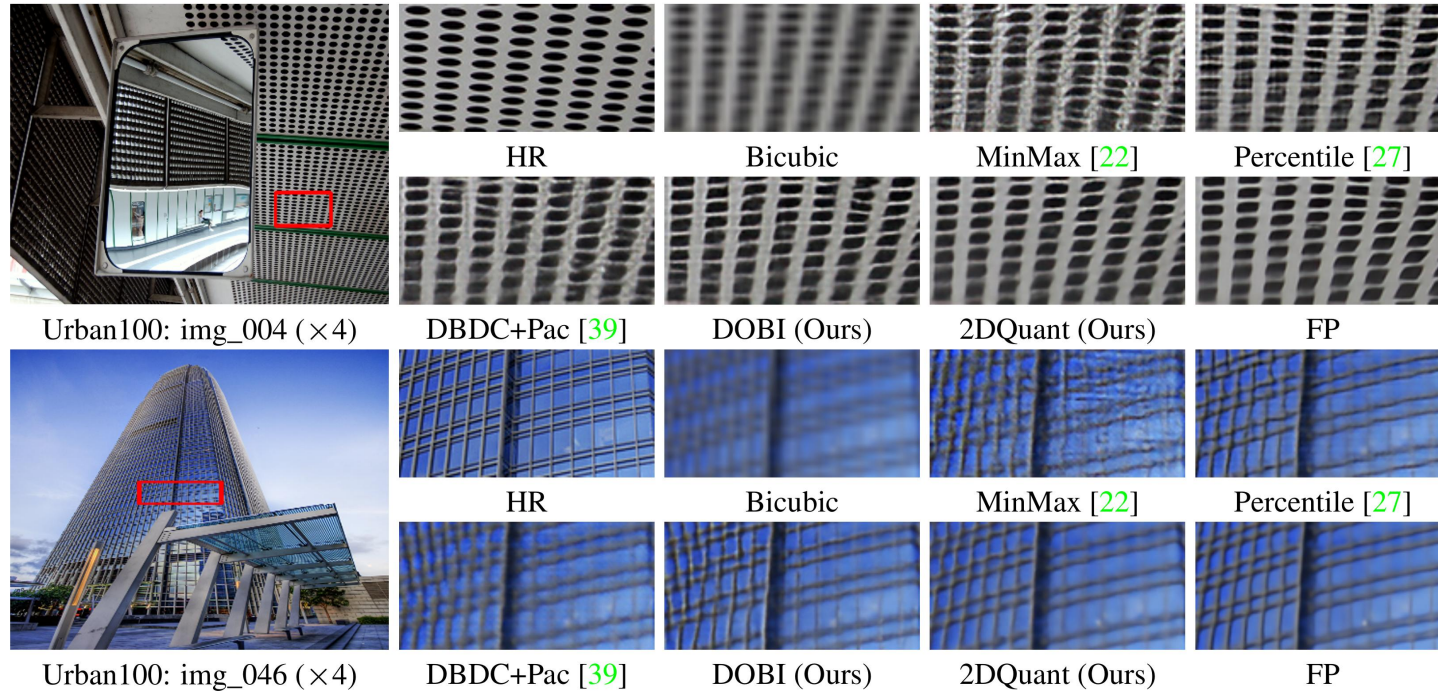 HR Bicubic MinMax [22] Percentile [27]
Urban100: img_004 (×4) DBDC+Pac [39] DOBI (Ours) 2DQuant (Ours) FP
HR Bicubic MinMax [22] Percentile [27]
Urban100: img_046 (×4) DBDC+Pac [39] DOBI (Ours) 2DQuant (Ours) FP